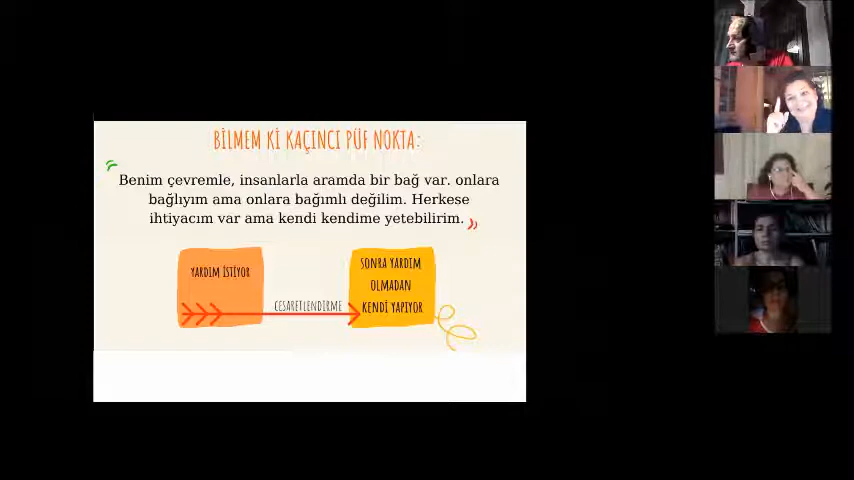 BİLMEM Kİ KAÇINCI PÜF NOKTA:
Benim çevremle, insanlarla aramda bir bağ var. onlara
bağlıyım ama onlara bağımlı değilim. Herkese
ihtiyacım var ama kendi kendime yetebilirim.
YARDIM İSTİYOR
CESARETLENDİRME
SONRA YARDIM
OLMADAN
KENDİ YAPIYOR